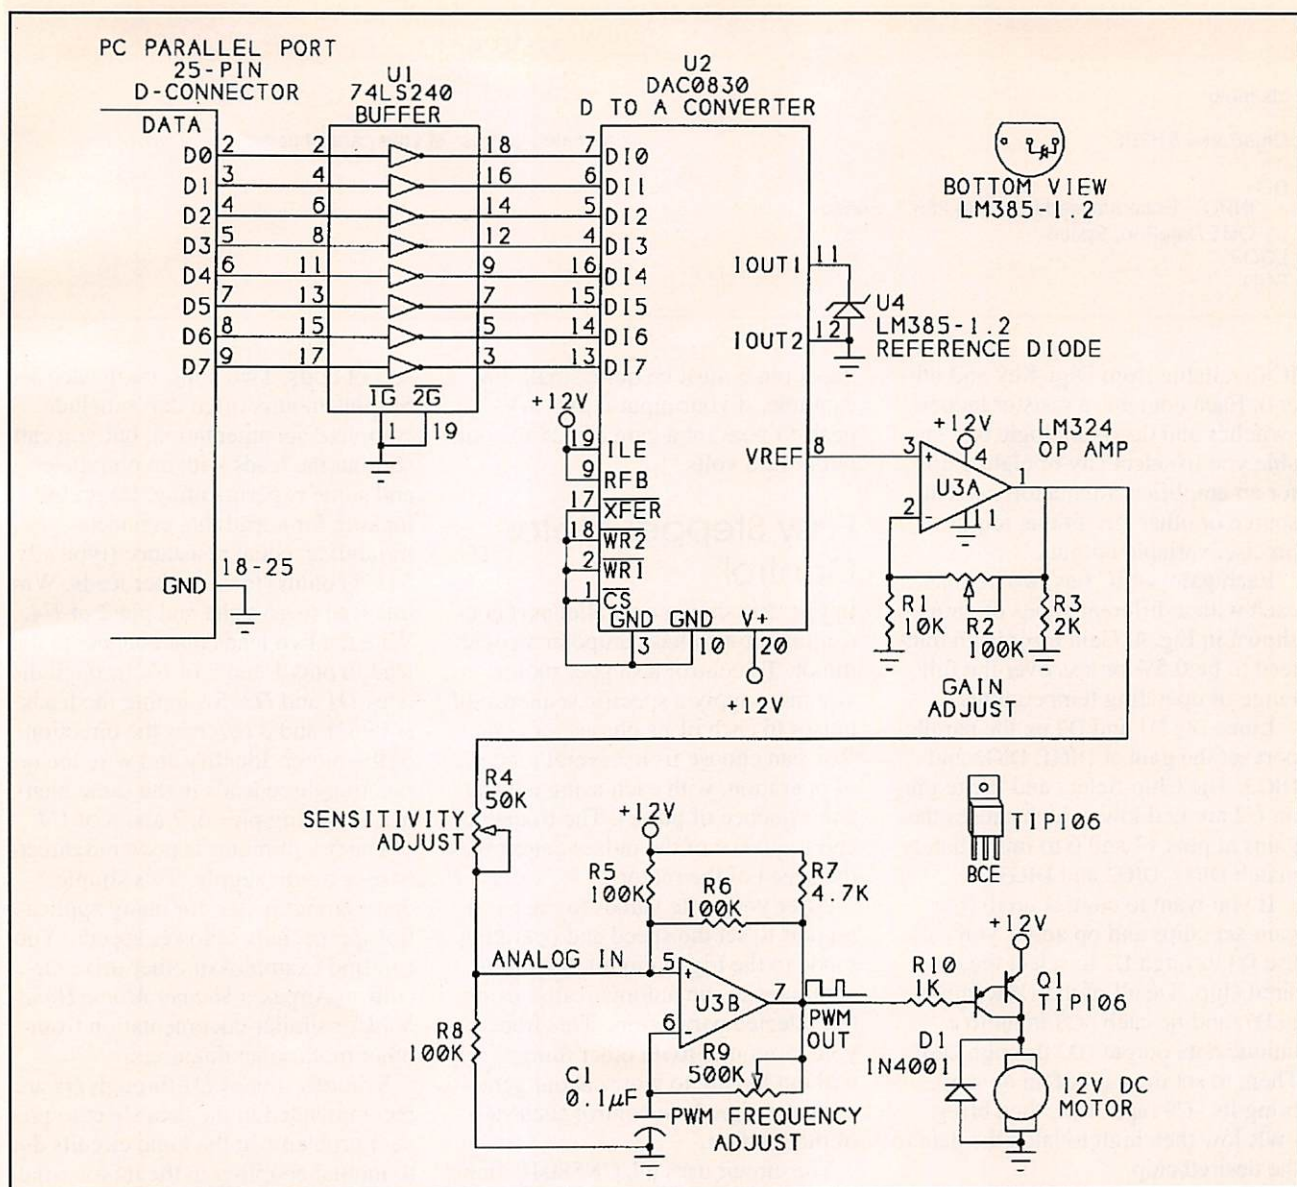 PC PARALLEL PORT
25-PIN
D-CONNECTOR
DATA
D0 2
D1 3
D2 4
D3 5
D4 6
D5 7
D6 8
D7 9
GND 18-25
U1
74LS240
BUFFER
2 18
4 16
6 14
8 12
11 9
13 7
15 5
17 3
1G 2G
1 19
U2
DAC0830
D TO A CONVERTER
7 DI0
6 DI1
5 DI2
4 DI3
16 DI4
15 DI5
14 DI6
13 DI7
+12V
19 ILE
9 RFB
17 XFER
18 WR2
2 WR1
1 CS
GND GND V+
3 10 20
+12V
IOUT1 11
IOUT2 12
VREF 8
U4
LM385-1.2
REFERENCE DIODE
BOTTOM VIEW
LM385-1.2
+12V
LM324
OP AMP
3 + 4 1
U3A
2 - 11
R1
10K
R2
100K
R3
2K
GAIN
ADJUST
R4
50K
SENSITIVITY
ADJUST
+12V
R5
100K
R6
100K
R7
4.7K
TIP106
BCE
ANALOG IN
5 +
U3B 7
6 -
PWM
OUT
R8
100K
C1
0.1µF
R9
500K
PWM FREQUENCY
ADJUST
R10
1K
+12V
Q1
TIP106
D1
1N4001
12V DC
MOTOR